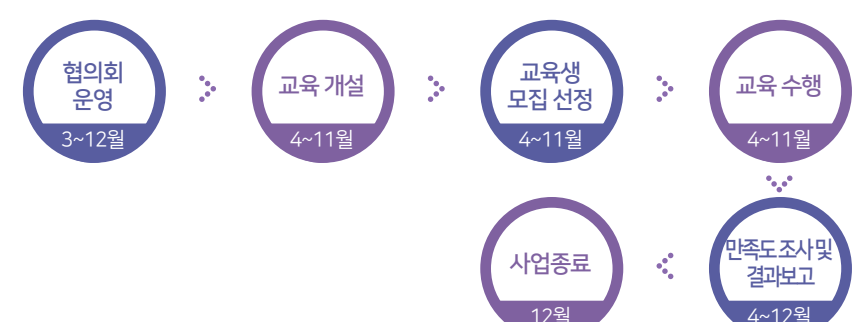 협의회
운영
3~12월
교육 개설
4~11월
교육생
모집 선정
4~11월
교육 수행
4~11월
만족도 조사 및
결과보고
4~12월
사업종료
12월